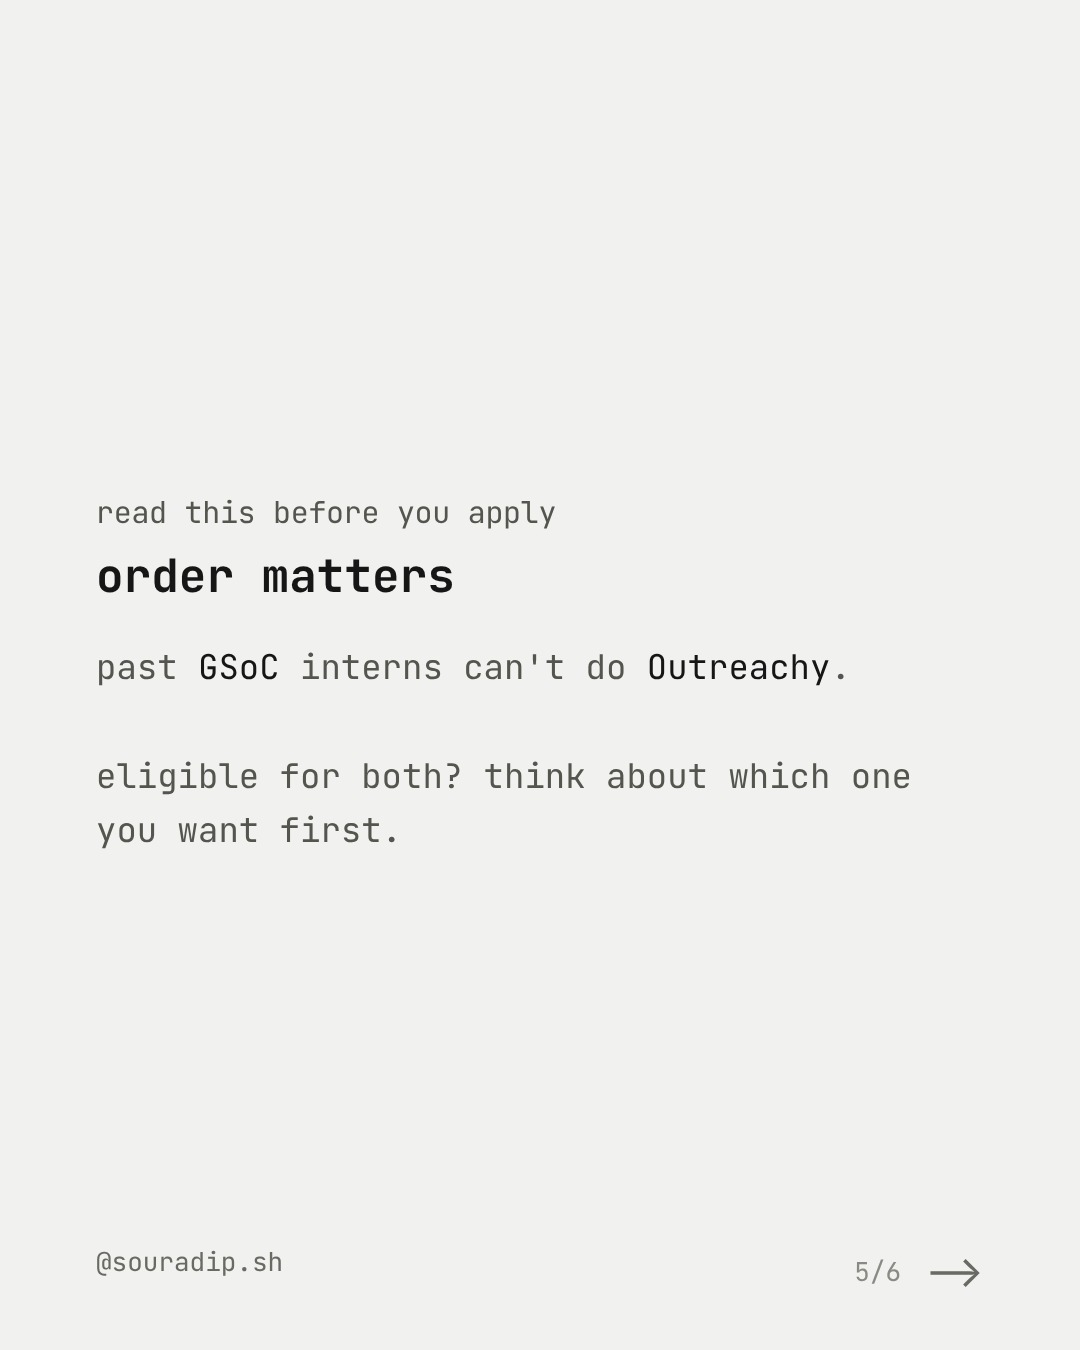 read this before you apply
order matters
past GSoC interns can't do Outreachy.
eligible for both? think about which one
you want first.
@souradip.sh
5/6